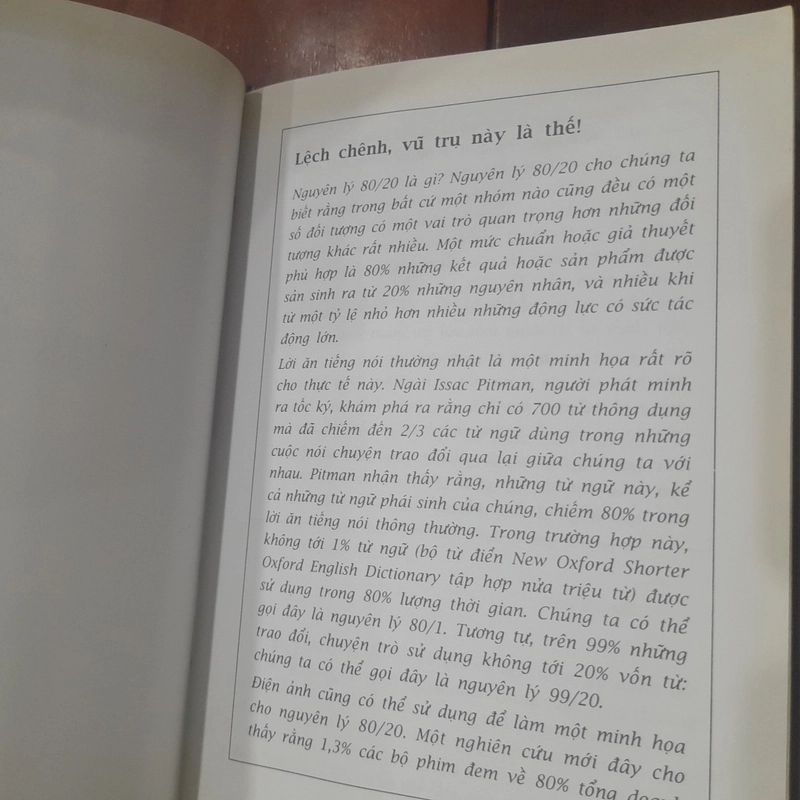 Lệch chênh, vũ trụ này là thế!
Nguyên lý 80/20 là gì? Nguyên lý 80/20 cho chúng ta
biết rằng trong bất cứ một nhóm nào cũng đều có một
số đối tượng có một vai trò quan trọng hơn những đối
tượng khác rất nhiều. Một mức chuẩn hoặc giả thuyết
phù hợp là 80% những kết quả hoặc sản phẩm được
sản sinh ra từ 20% những nguyên nhân, và nhiều khi
từ một tỷ lệ nhỏ hơn nhiều những động lực có sức tác
động lớn.
Lời ăn tiếng nói thường nhật là một minh họa rất rõ
cho thực tế này. Ngài Issac Pitman, người phát minh
ra tốc ký, khám phá ra rằng chỉ có 700 từ thông dụng
mà đã chiếm đến 2/3 các từ ngữ dùng trong những
cuộc nói chuyện trao đổi qua lại giữa chúng ta với
nhau. Pitman nhận thấy rằng, những từ ngữ này, kể
cả những từ ngữ phái sinh của chúng, chiếm 80% trong
lời ăn tiếng nói thông thường. Trong trường hợp này,
không tới 1% từ ngữ (bộ từ điển New Oxford Shorter
Oxford English Dictionary tập hợp nửa triệu từ) được
sử dụng trong 80% lượng thời gian. Chúng ta có thể
gọi đây là nguyên lý 80/1. Tương tự, trên 99% những
trao đổi, chuyện trò sử dụng không tới 20% vốn từ:
chúng ta có thể gọi đây là nguyên lý 99/20.
Điện ảnh cũng có thể sử dụng để làm một minh họa
cho nguyên lý 80/20. Một nghiên cứu mới đây cho
thấy rằng 1,3% các bộ phim đem về 80% tổng